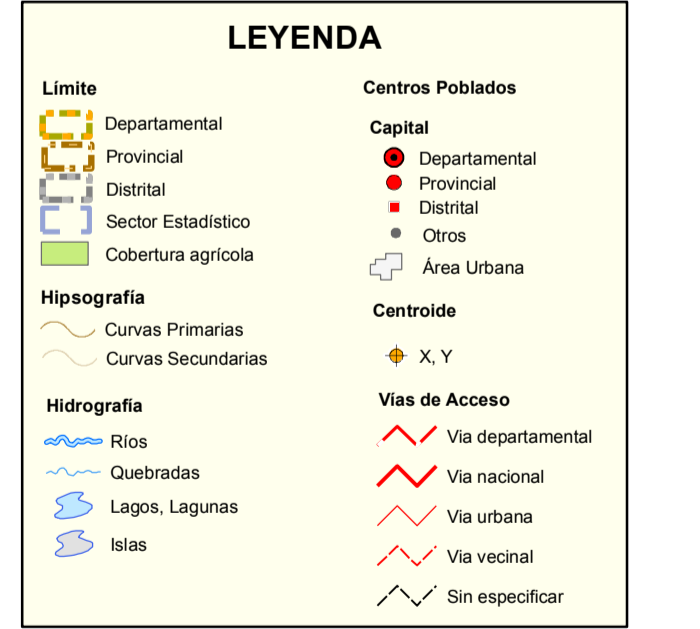 LEYENDA
Límite
Departamental
Provincial
Distrital
Sector Estadístico
Cobertura agrícola
Hipsografía
Curvas Primarias
Curvas Secundarias
Hidrografía
Ríos
Quebradas
Lagos, Lagunas
Islas
Centros Poblados
Capital
Departamental
Provincial
Distrital
Otros
Área Urbana
Centroide
X, Y
Vías de Acceso
Via departamental
Via nacional
Via urbana
Via vecinal
Sin especificar